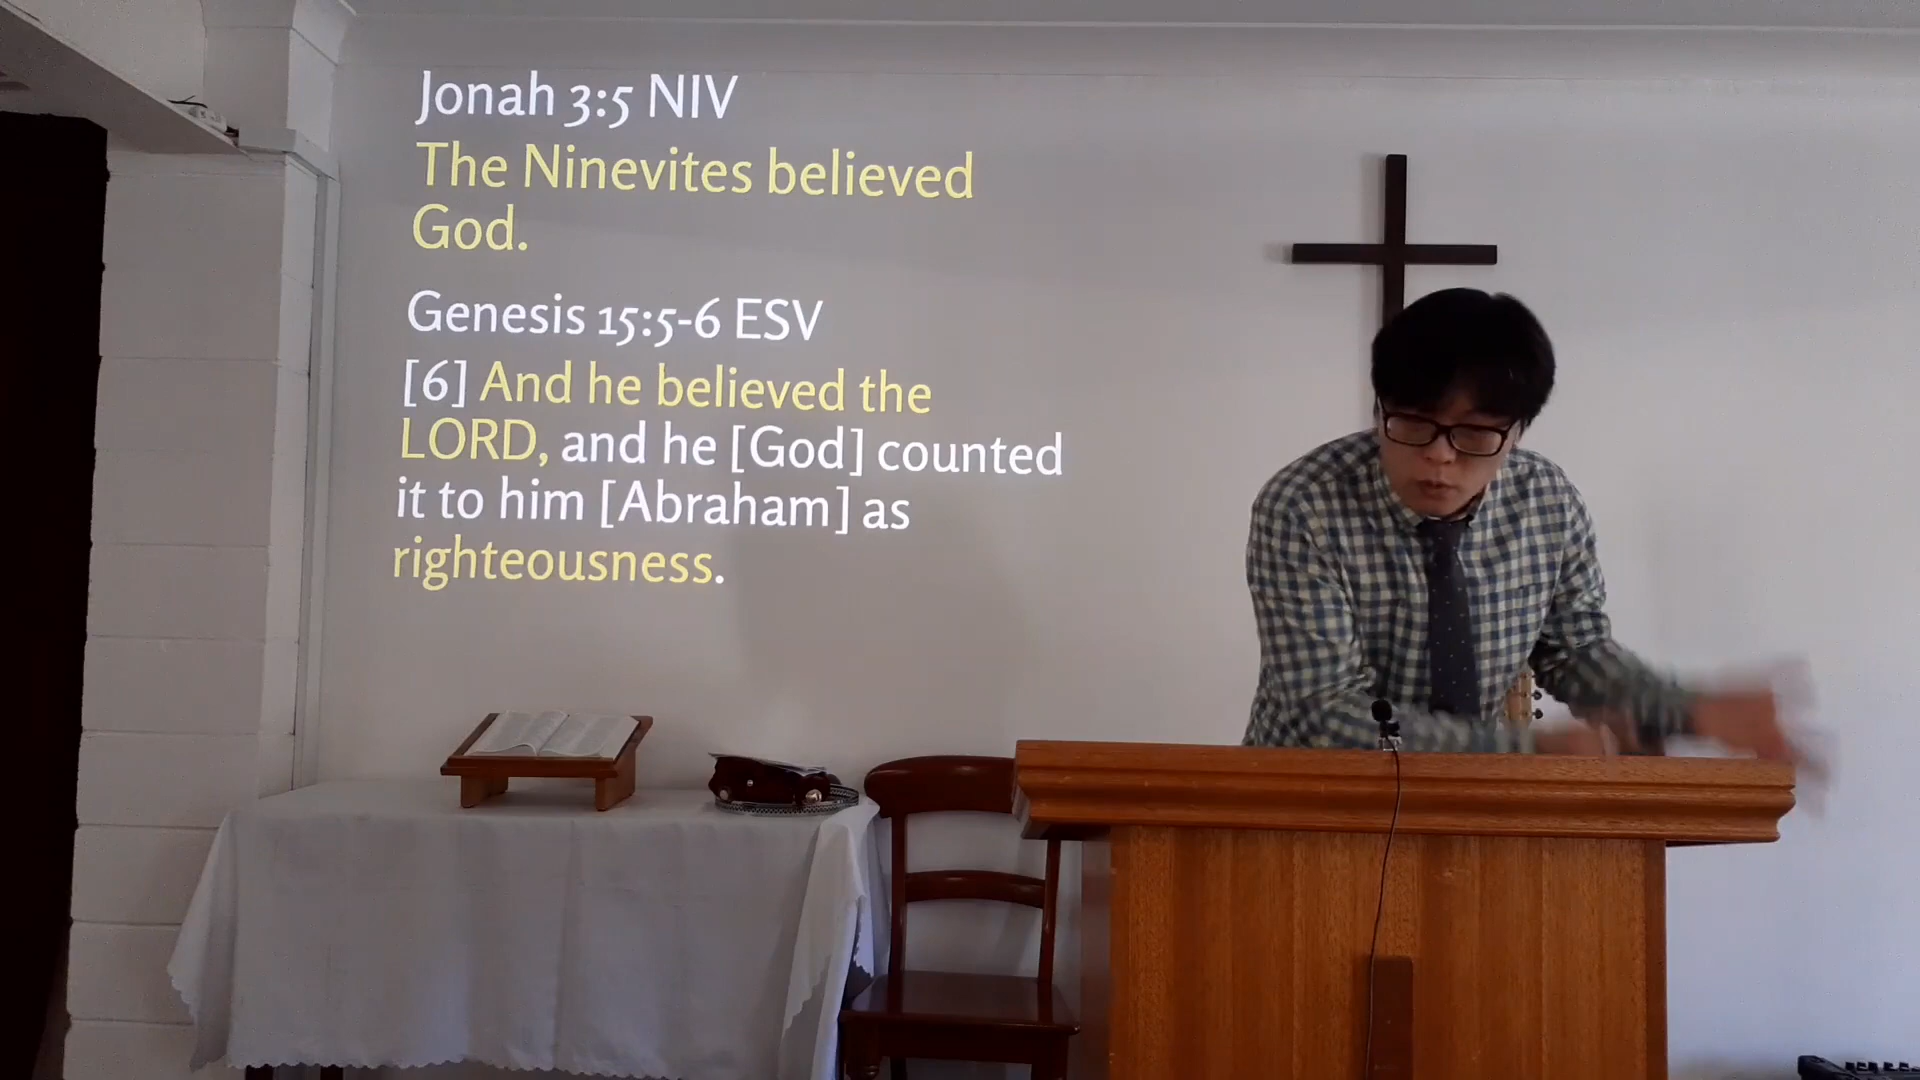 Jonah 3:5 NIV
The Ninevites believed
God.
Genesis 15:5-6 ESV
[6] And he believed the
LORD, and he [God] counted
it to him [Abraham] as
righteousness.